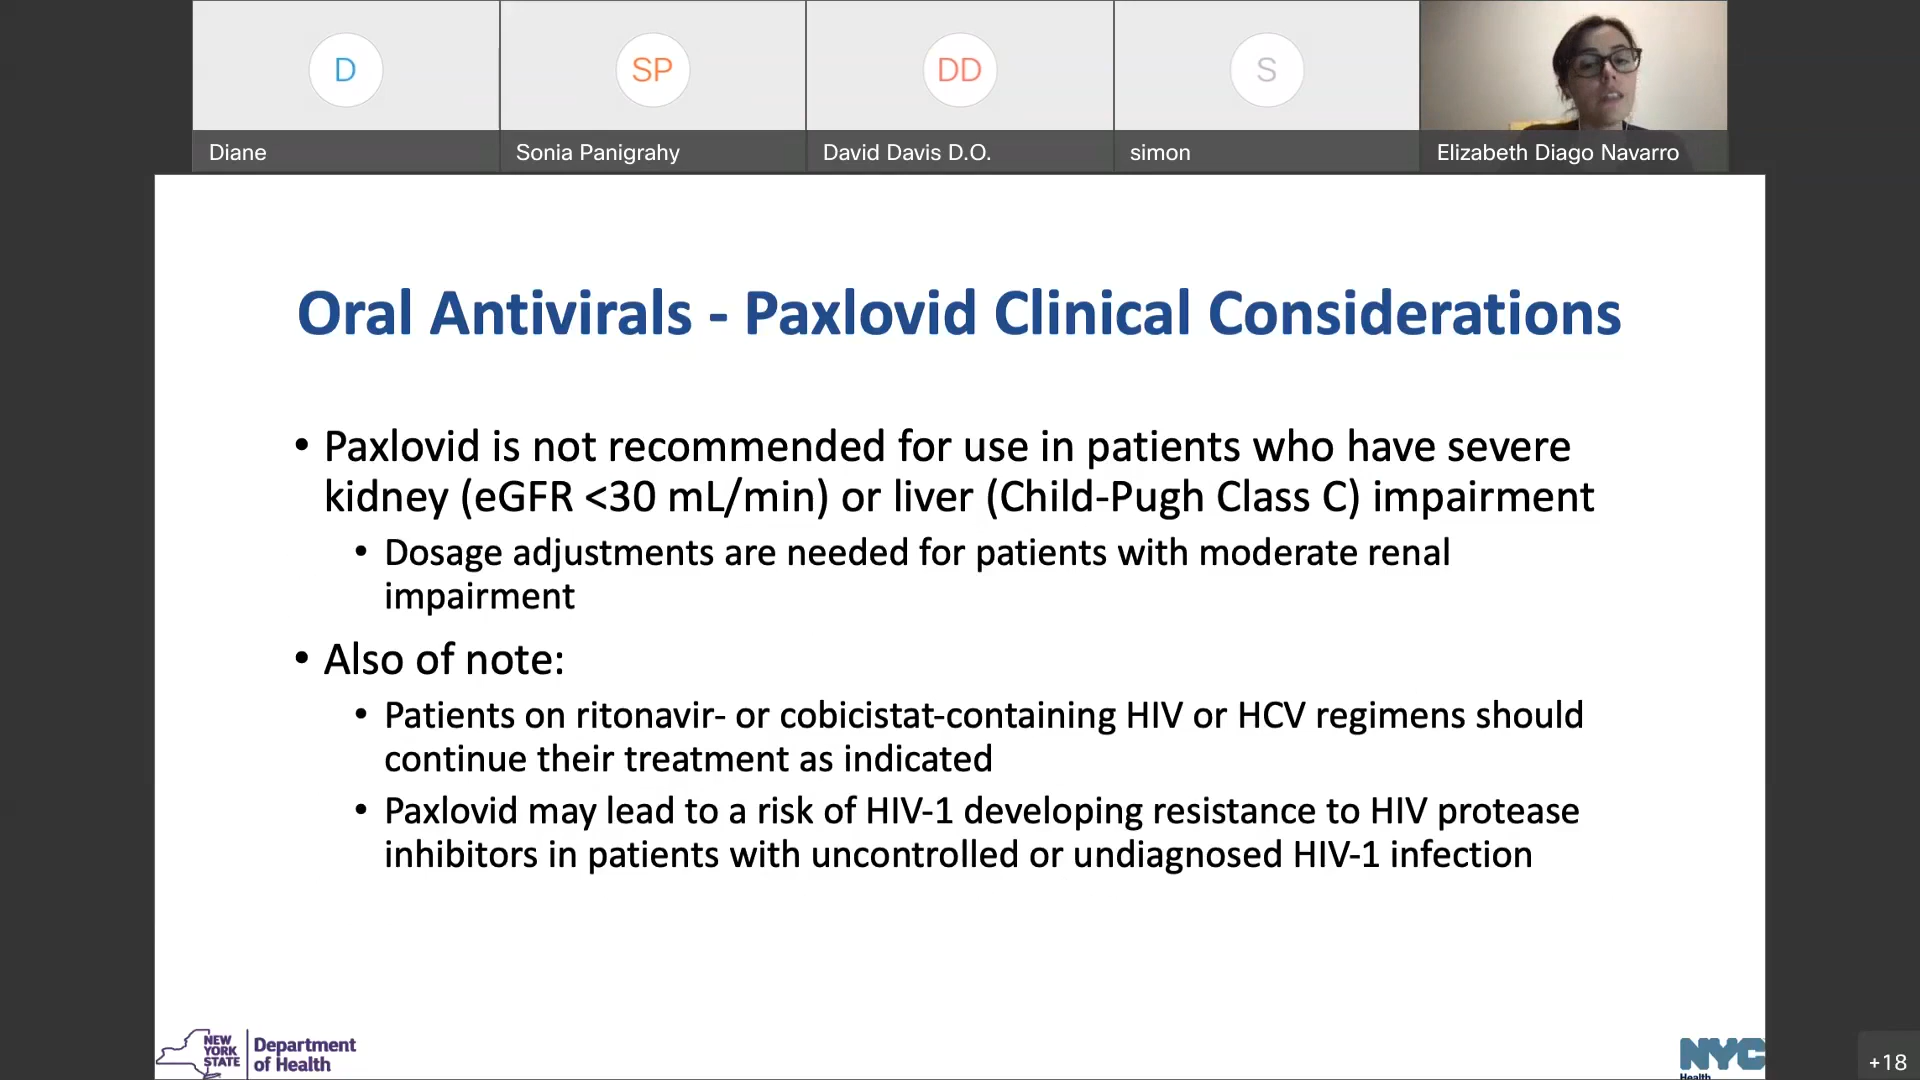 D
SP
DD
S
Diane
Sonia Panigrahy
David Davis D.O.
simon
Elizabeth Diago Navarro
Oral Antivirals - Paxlovid Clinical Considerations
• Paxlovid is not recommended for use in patients who have severe
kidney (eGFR <30 mL/min) or liver (Child-Pugh Class C) impairment
• Dosage adjustments are needed for patients with moderate renal
impairment
• Also of note:
• Patients on ritonavir- or cobicistat-containing HIV or HCV regimens should
continue their treatment as indicated
• Paxlovid may lead to a risk of HIV-1 developing resistance to HIV protease
inhibitors in patients with uncontrolled or undiagnosed HIV-1 infection
NEW
YORK
STATE
Department
of Health
NYC
Health
+18